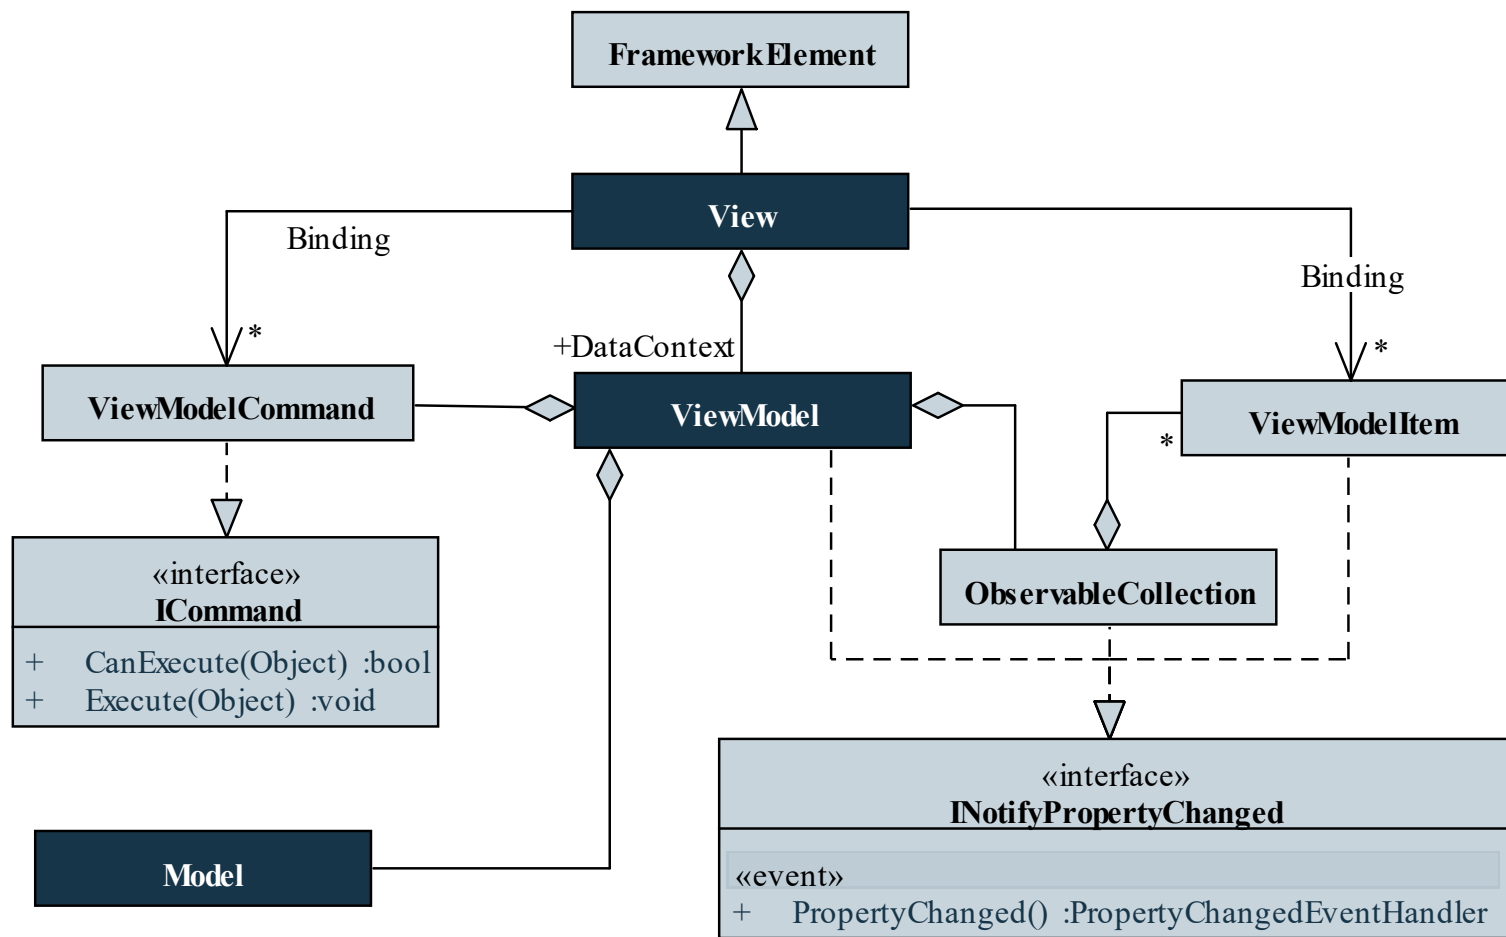 FrameworkElement
View
Binding
Binding
*
+DataContext
*
ViewModelCommand
ViewModel
ViewModelItem
*
«interface»
ICommand
+ CanExecute(Object) :bool
+ Execute(Object) :void
ObservableCollection
«interface»
INotifyPropertyChanged
Model
«event»
+ PropertyChanged() :PropertyChangedEventHandler